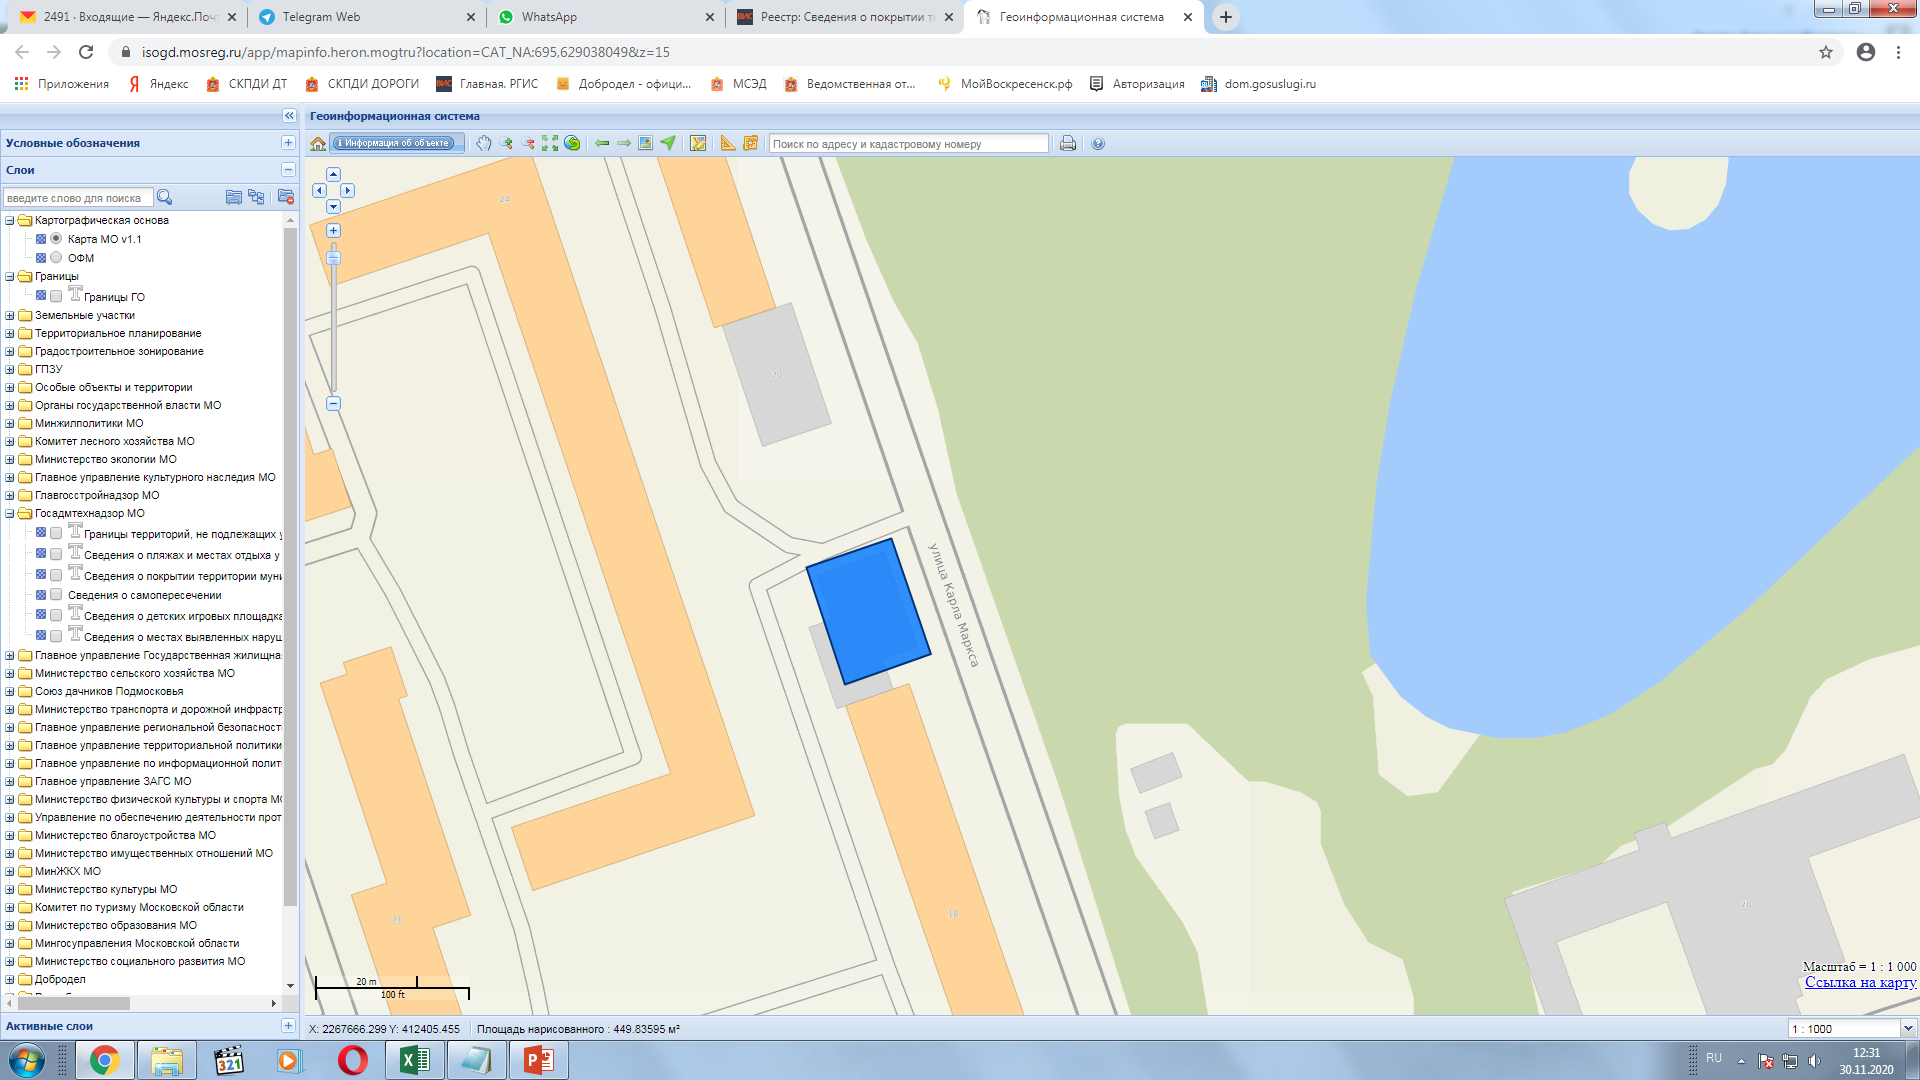 2491 · Входящие — Яндекс.Поч
Telegram Web
WhatsApp
Реестр: Сведения о покрытии т
Геоинформационная система
isogd.mosreg.ru/app/mapinfo.heron.mogtru?location=CAT_NA:695,629038049&z=15
Приложения
Яндекс
СКПДИ ДТ
СКПДИ ДОРОГИ
ВИС Главная. РГИС
Добродел - офици...
МСЭД
Ведомственная от...
МойВоскресенск.рф
Авторизация
dom.gosuslugi.ru
Геоинформационная система
Условные обозначения
Информация об объекте
Поиск по адресу и кадастровому номеру
Слои
введите слово для поиска
Картографическая основа
Карта МО v1.1
ОФМ
Границы
Границы ГО
Земельные участки
Территориальное планирование
Градостроительное зонирование
ГПЗУ
Особые объекты и территории
Органы государственной власти МО
Минжилполитики МО
Комитет лесного хозяйства МО
Министерство экологии МО
Главное управление культурного наследия МО
Главгосстройнадзор МО
Госадмтехнадзор МО
Границы территорий, не подлежащих у
Сведения о пляжах и местах отдыха у
Сведения о покрытии территории муни
Сведения о самопересечении
Сведения о детских игровых площадка
Сведения о местах выявленных наруш
Главное управление Государственная жилищна
Министерство сельского хозяйства МО
Союз дачников Подмосковья
Министерство транспорта и дорожной инфрастр
Главное управление региональной безопасност
Главное управление территориальной политики
Главное управление по информационной полит
Главное управление ЗАГС МО
Министерство физической культуры и спорта МО
Управление по обеспечению деятельности прот
Министерство благоустройства МО
Министерство имущественных отношений МО
МинЖКХ МО
Министерство культуры МО
Комитет по туризму Московской области
Министерство образования МО
Мингосуправления Московской области
Министерство социального развития МО
Добродел
Активные слои
24
20
улица Карла Маркса
18
21
20
20 m
100 ft
Масштаб = 1 : 1 000
Ссылка на карту
X: 2267666.299 Y: 412405.455
Площадь нарисованного : 449.83595 м²
1 : 1000
321
RU
12:31
30.11.2020